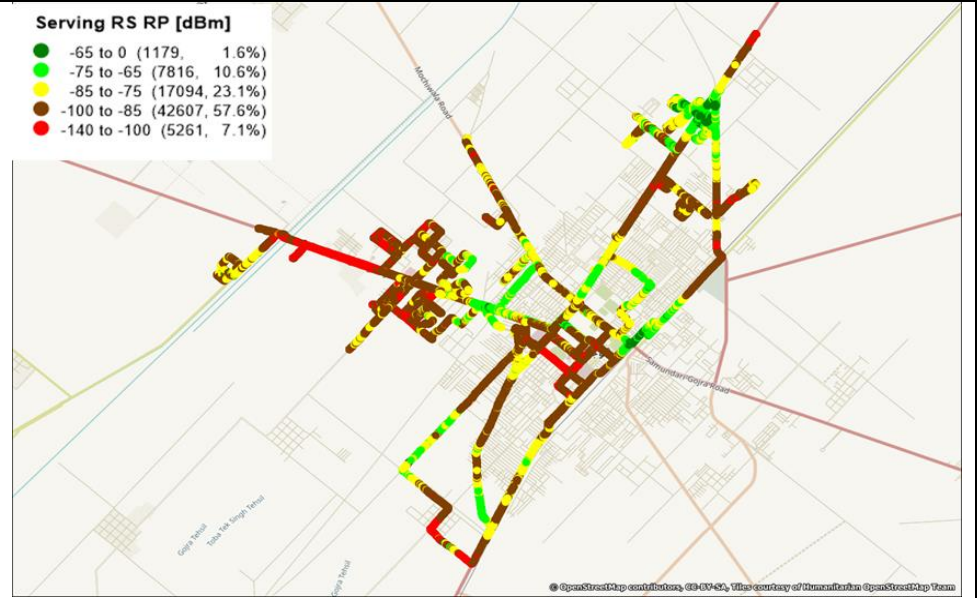 Serving RS RP [dBm]
-65 to 0 (1179, 1.6%)
-75 to -65 (7816, 10.6%)
-85 to -75 (17094, 23.1%)
-100 to -85 (42607, 57.6%)
-140 to -100 (5261, 7.1%)
Mochiwala Road
Samundari-Gojra Road
Gojra Tehsil
Toba Tek Singh Tehsil
Gojra Tehsil
© OpenStreetMap contributors, CC-BY-SA, Tiles courtesy of Humanitarian OpenStreetMap Team